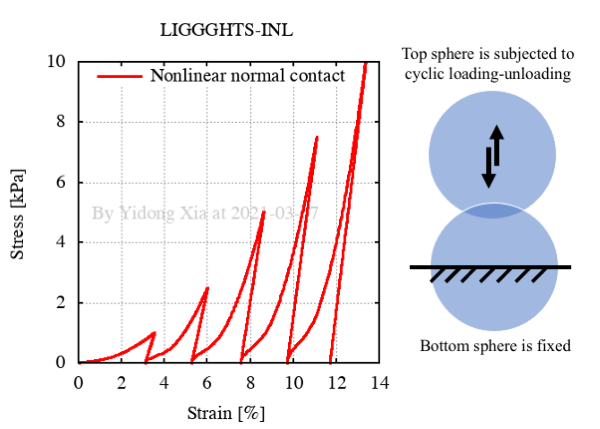 LIGGGHTS-INL
Nonlinear normal contact
By Yidong Xia at 2021-03-17
Stress [kPa]
10
8
6
4
2
0
0 2 4 6 8 10 12 14
Strain [%]
Top sphere is subjected to
cyclic loading-unloading
Bottom sphere is fixed